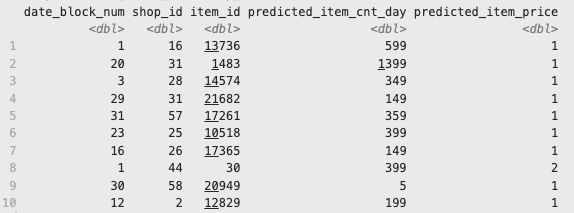 date_block_num shop_id item_id predicted_item_cnt_day predicted_item_price
<dbl> <dbl> <dbl> <dbl> <dbl>
1 1 16 13736 599 1
2 20 31 1483 1399 1
3 3 28 14574 349 1
4 29 31 21682 149 1
5 31 57 17261 359 1
6 23 25 10518 399 1
7 16 26 17365 149 1
8 1 44 30 399 2
9 30 58 20949 5 1
10 12 2 12829 199 1